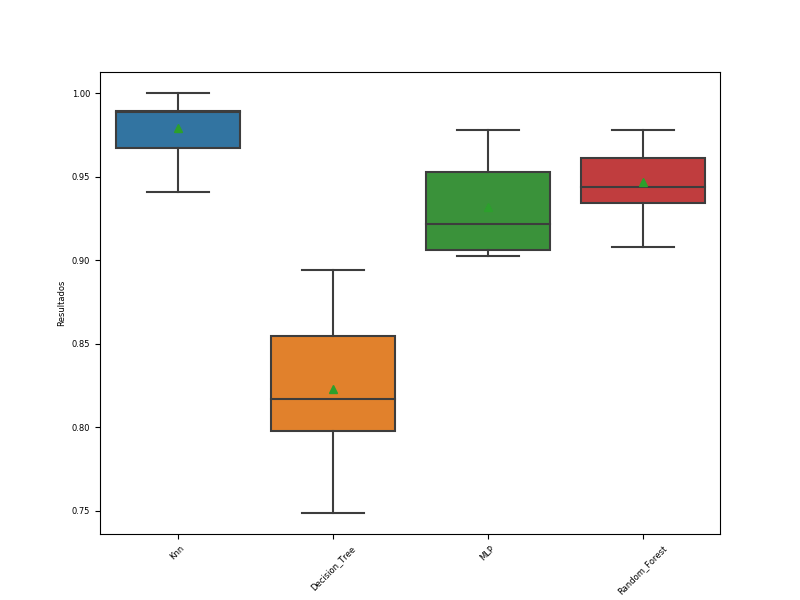 1.00
0.95
0.90
0.85
0.80
0.75
Resultados
Knn
Decision_Tree
MLP
Random_Forest